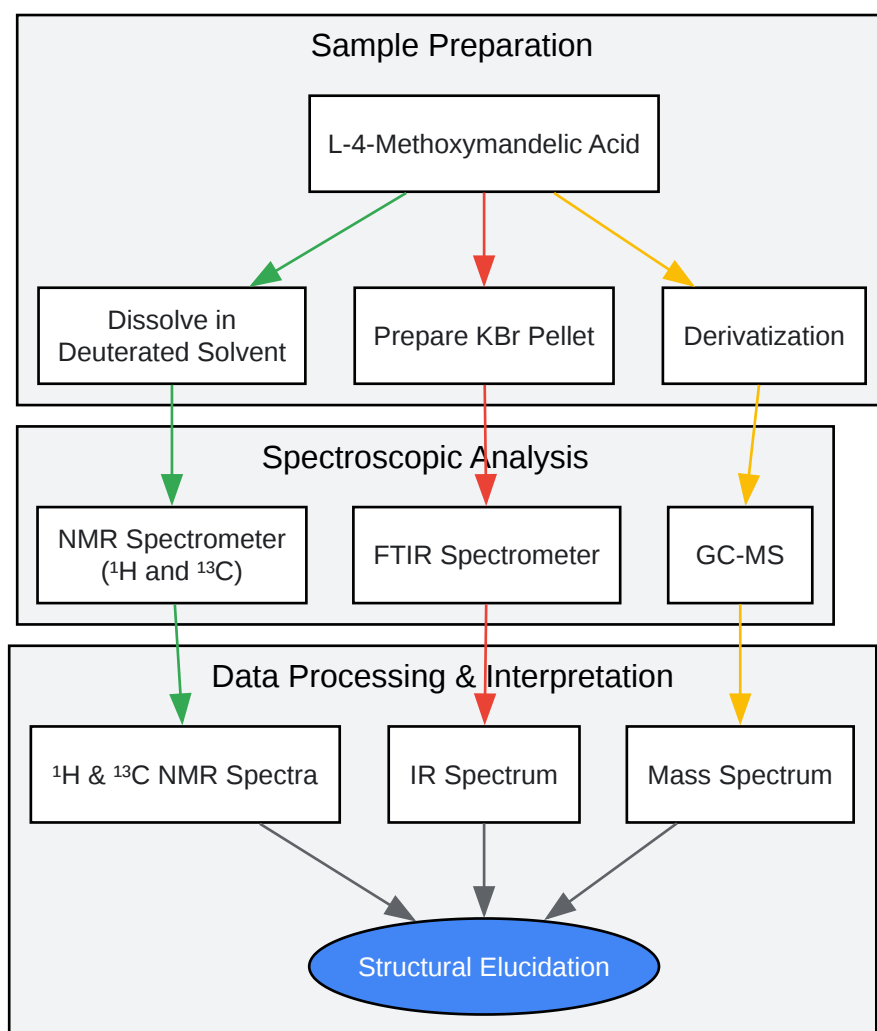 Sample Preparation
L-4-Methoxymandelic Acid
Dissolve in
Deuterated Solvent
Prepare KBr Pellet
Derivatization
Spectroscopic Analysis
NMR Spectrometer
(¹H and ¹³C)
FTIR Spectrometer
GC-MS
Data Processing & Interpretation
¹H & ¹³C NMR Spectra
IR Spectrum
Mass Spectrum
Structural Elucidation